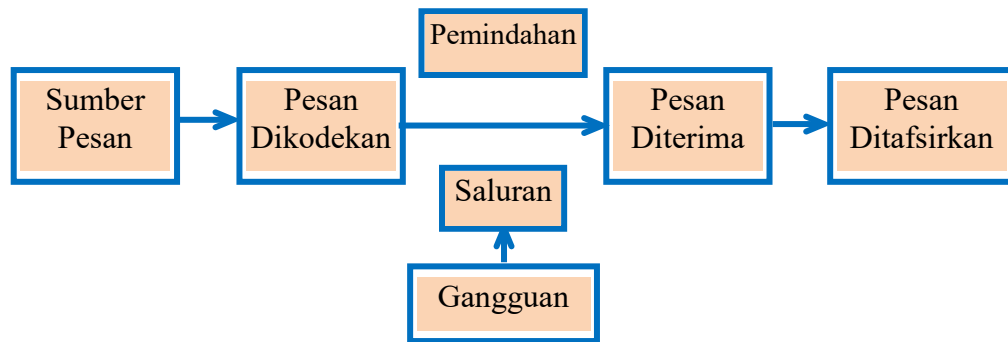 Pemindahan
Sumber
Pesan
Pesan
Dikodekan
Pesan
Diterima
Pesan
Ditafsirkan
Saluran
Gangguan